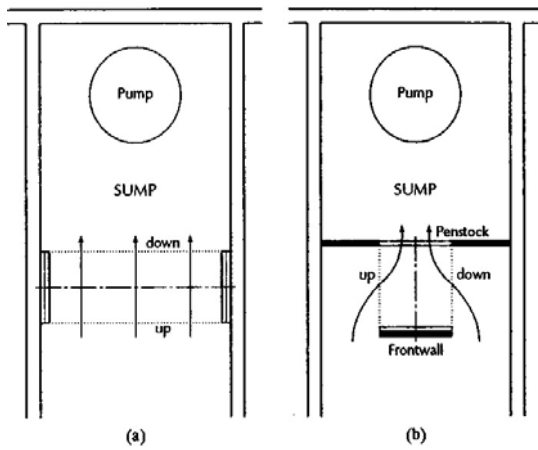 Pump
SUMP
down
up
(a)
Pump
SUMP
Penstock
up
down
Frontwall
(b)